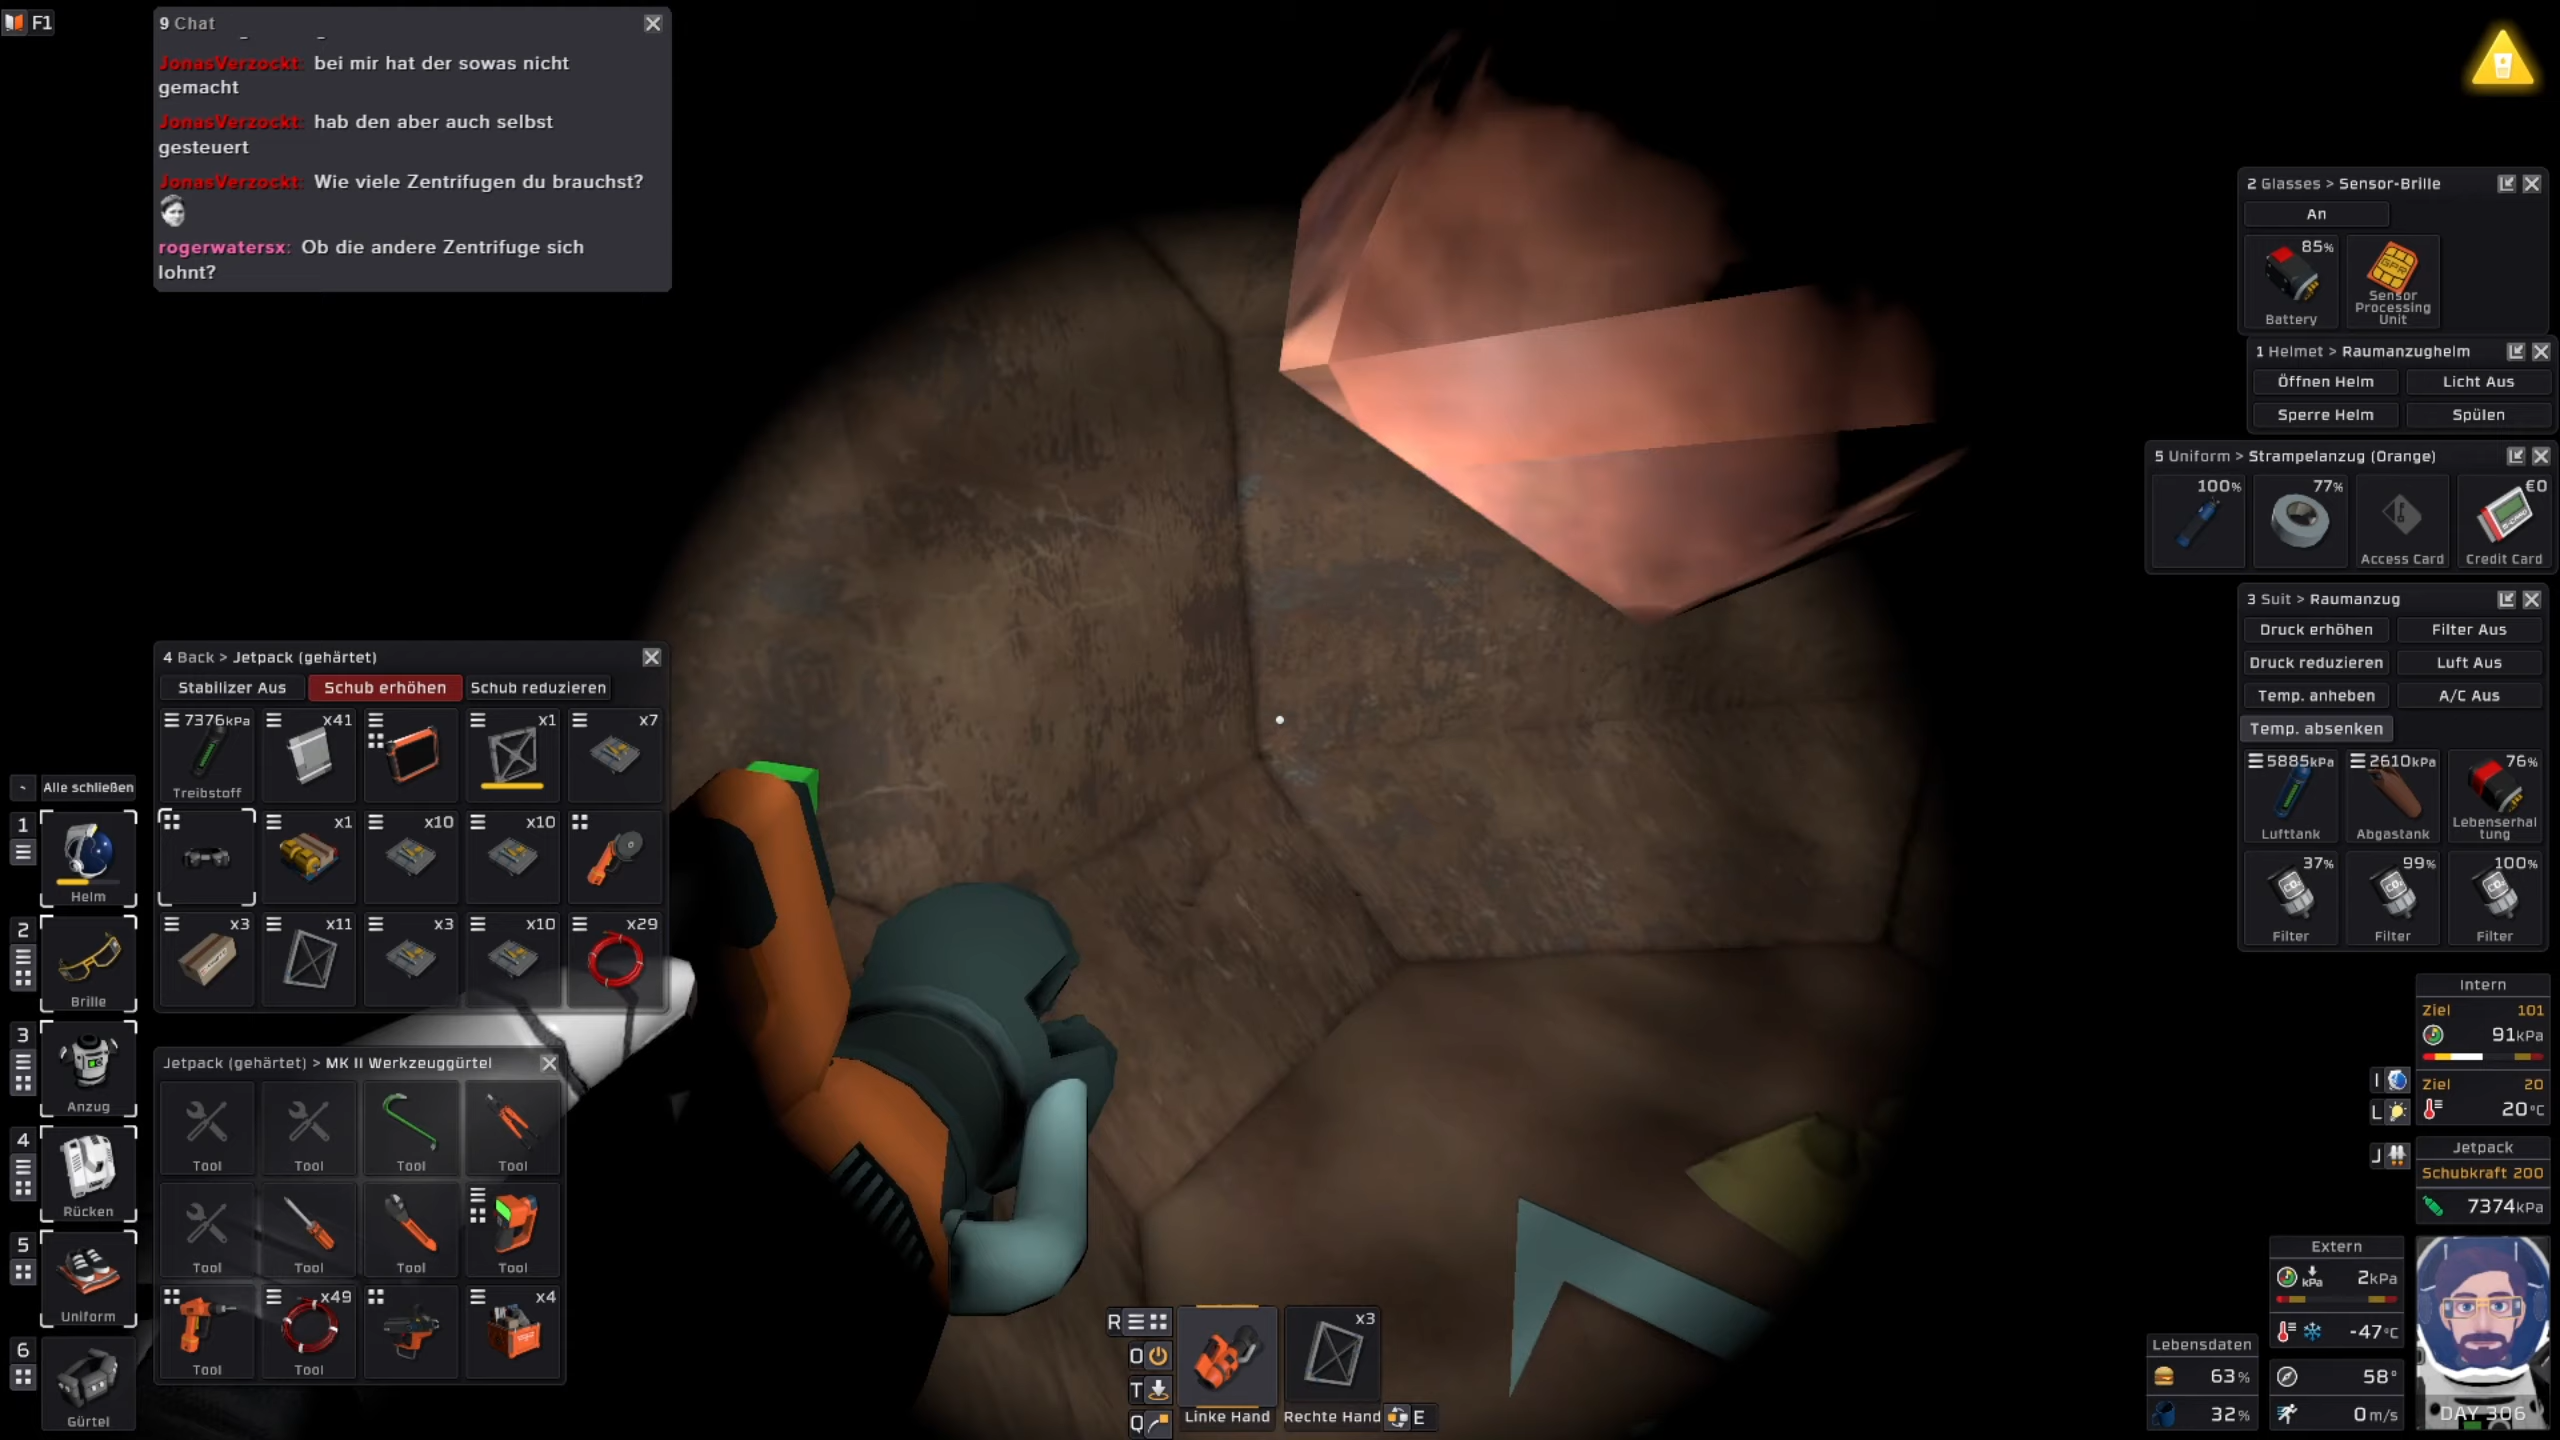 F1
9 Chat
JonasVerzockt: bei mir hat der sowas nicht
gemacht
JonasVerzockt: hab den aber auch selbst
gesteuert
JonasVerzockt: Wie viele Zentrifugen du brauchst?
rogerwatersx: Ob die andere Zentrifuge sich
lohnt?
2 Glasses > Sensor-Brille
An
85%
Battery
Sensor
Processing
Unit
1 Helmet > Raumanzughelm
Öffnen Helm
Licht Aus
Sperre Helm
Spülen
5 Uniform > Strampelanzug (Orange)
100%
77%
€0
Access Card
Credit Card
3 Suit > Raumanzug
Druck erhöhen
Filter Aus
Druck reduzieren
Luft Aus
Temp. anheben
A/C Aus
Temp. absenken
5885kPa
2610kPa
76%
Lufttank
Abgastank
Lebenserhal
tung
37%
99%
100%
Filter
Filter
Filter
4 Back > Jetpack (gehärtet)
Stabilizer Aus
Schub erhöhen
Schub reduzieren
7376kPa
x41
x1
x7
Treibstoff
x1
x10
x10
x3
x11
x3
x10
x29
Alle schließen
1
Helm
2
Brille
3
Anzug
4
Rücken
5
Uniform
6
Gürtel
Jetpack (gehärtet) > MK II Werkzeuggürtel
Tool
Tool
Tool
Tool
Tool
Tool
Tool
Tool
x49
x4
Tool
Tool
R
O
T
Q
x3
Linke Hand
Rechte Hand
E
Intern
Ziel 101
91kPa
I
Ziel 20
L
20°C
Jetpack
J
Schubkraft 200
7374kPa
Extern
kPa
2kPa
-47°C
58°
0m/s
Lebensdaten
63%
32%
DAY 306